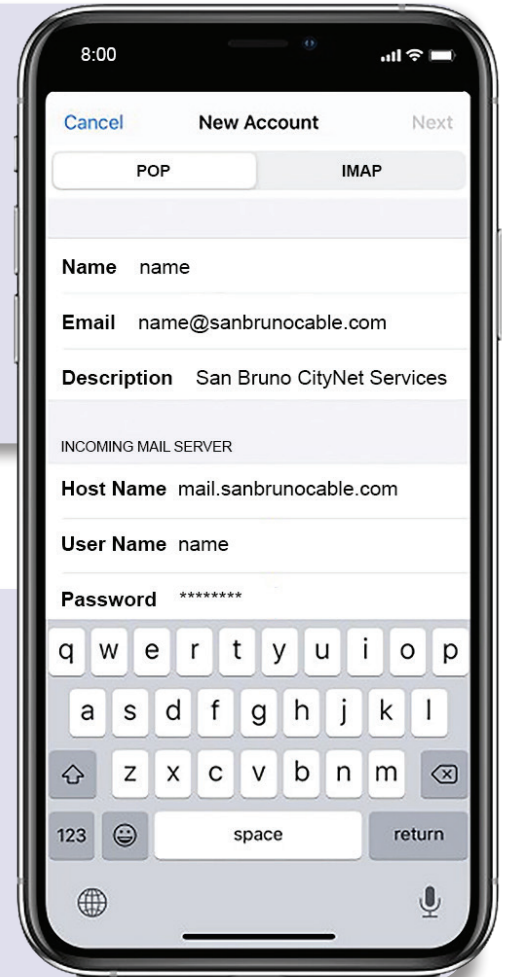 8:00
Cancel New Account Next
POP IMAP
Name name
Email name@sanbrunocable.com
Description San Bruno CityNet Services
INCOMING MAIL SERVER
Host Name mail.sanbrunocable.com
User Name name
Password ********
q w e r t y u i o p
a s d f g h j k l
z x c v b n m
123 space return